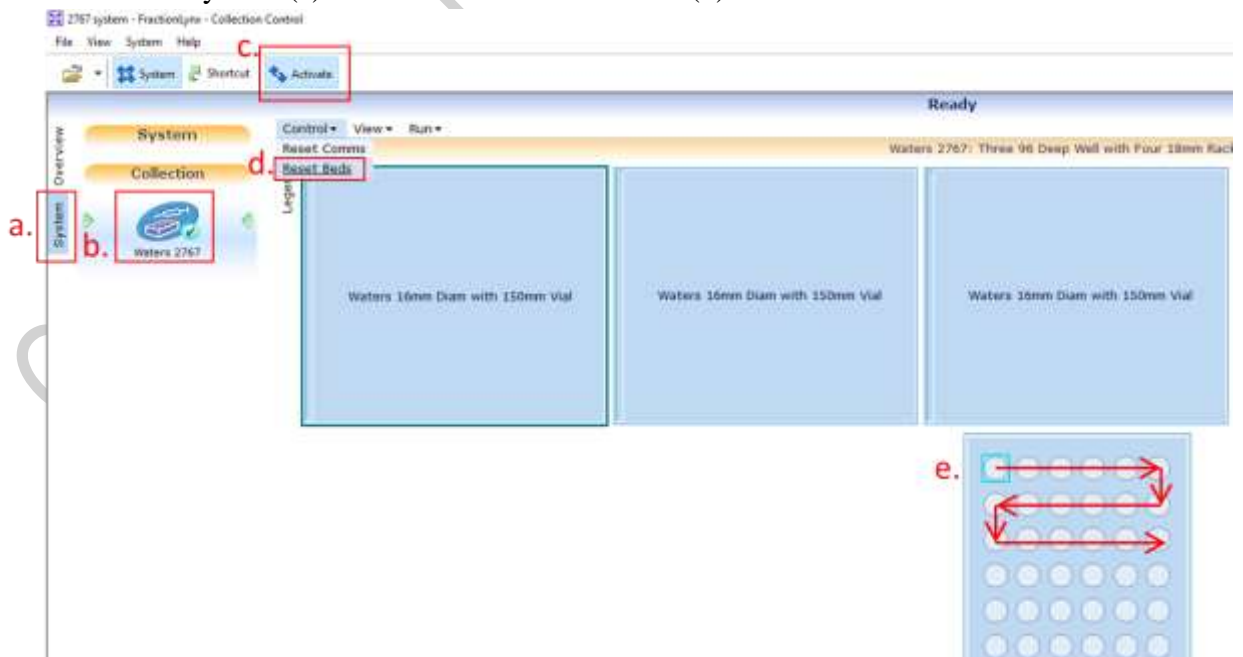 2767 system - FractionLynx - Collection Control
File View System Help
c.
System Shortcut Activate
Ready
Overview
System
Control View Run
Reset Comms
Waters 2767: Three 96 Deep Well with Four 18mm Rack
Collection
d. Reset Beds
a. System
b. Waters 2767
Waters 16mm Diam with 150mm Vial
Waters 16mm Diam with 150mm Vial
Waters 16mm Diam with 150mm Vial
e.